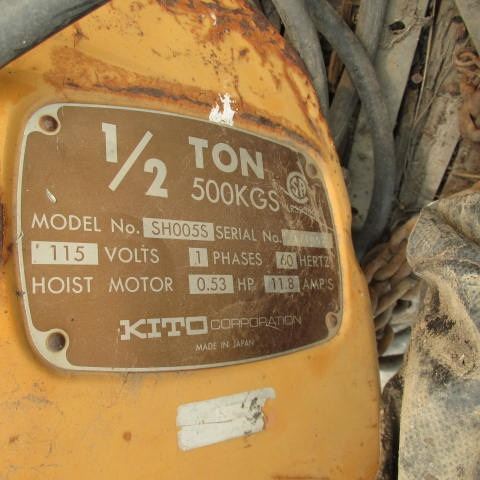 1/2 TON
500KGS
MODEL No. SH005S SERIAL No.
115 VOLTS 1 PHASES 60 HERTZ
HOIST MOTOR 0.53 HP 11.8 AMP'S
KITO CORPORATION
MADE IN JAPAN